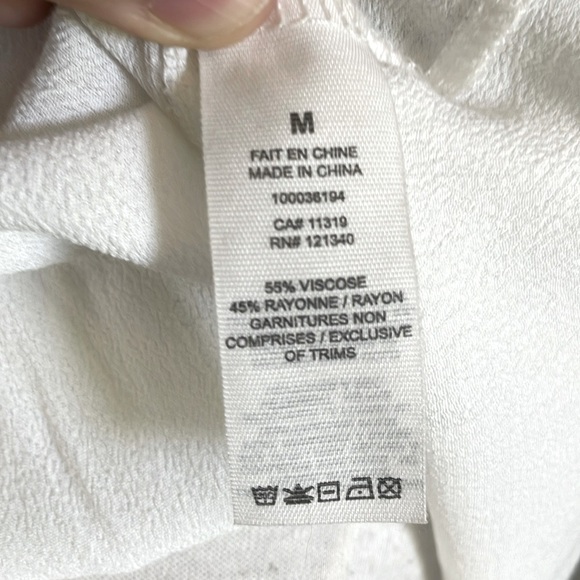 M
FAIT EN CHINE
MADE IN CHINA
100036194
CA# 11319
RN# 121340
55% VISCOSE
45% RAYONNE / RAYON
GARNITURES NON
COMPRISES / EXCLUSIVE
OF TRIMS